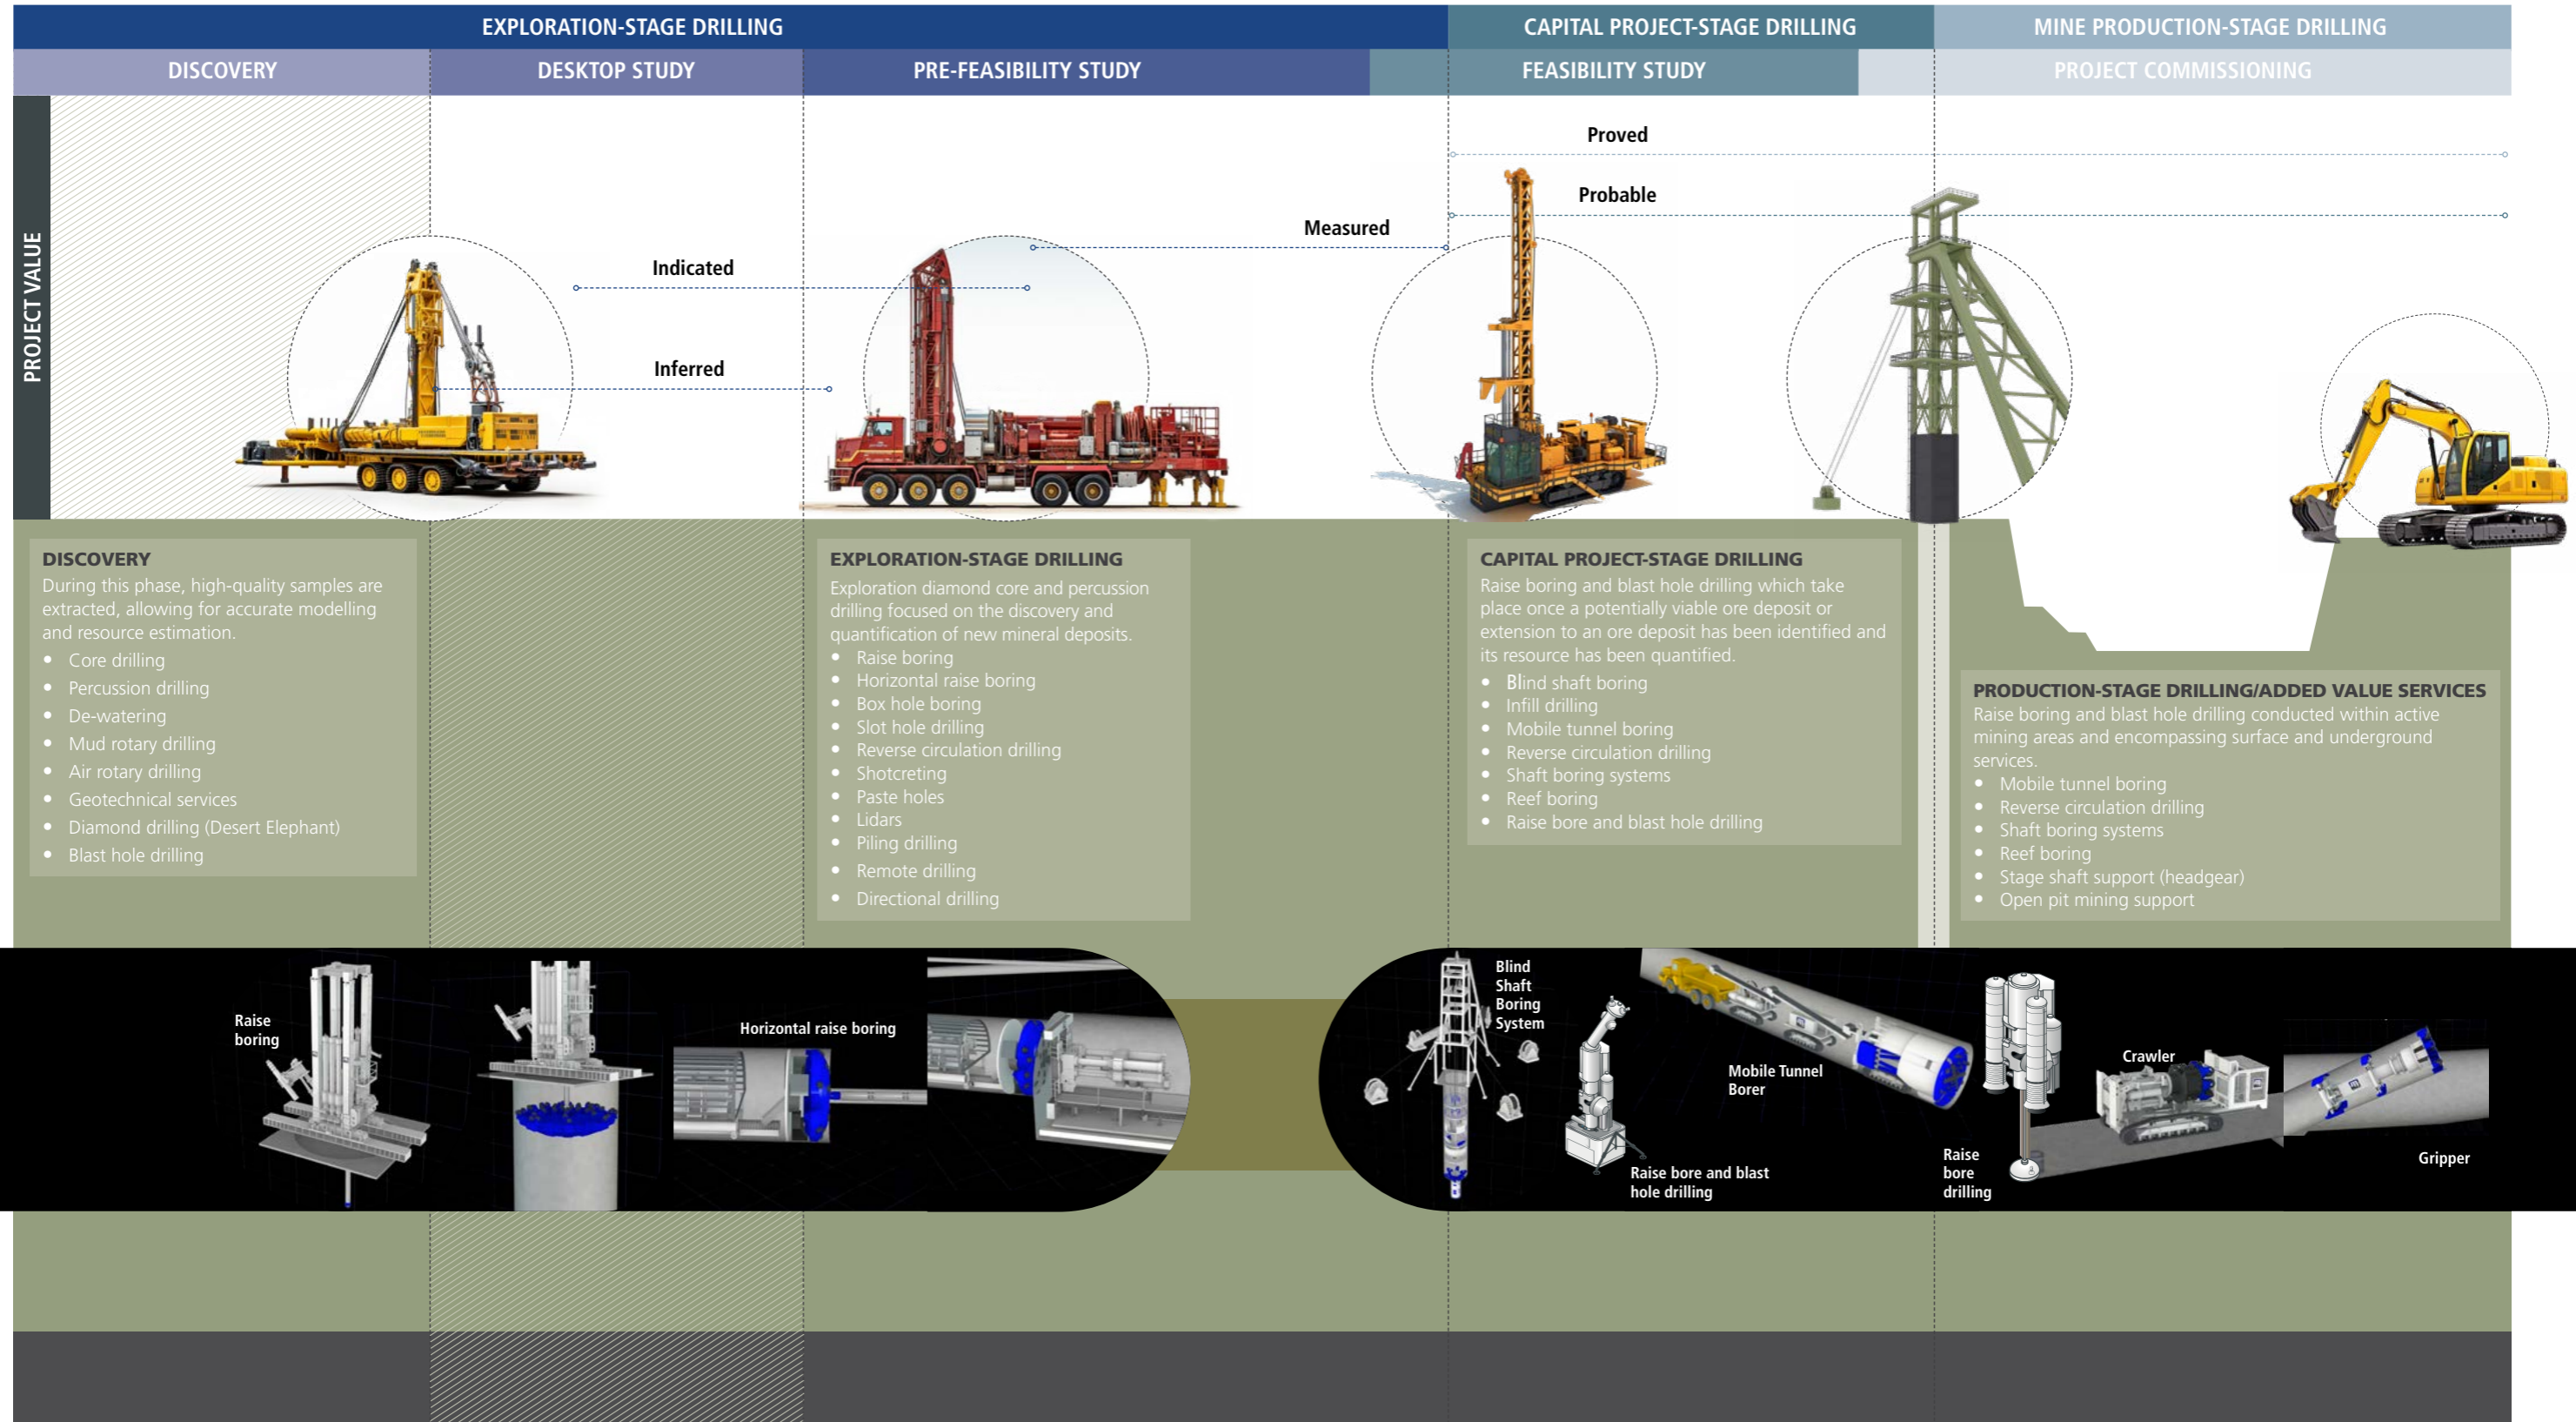 EXPLORATION-STAGE DRILLING
CAPITAL PROJECT-STAGE DRILLING
MINE PRODUCTION-STAGE DRILLING
DISCOVERY
DESKTOP STUDY
PRE-FEASIBILITY STUDY
FEASIBILITY STUDY
PROJECT COMMISSIONING
PROJECT VALUE
Proved
Probable
Measured
Indicated
Inferred
DISCOVERY
During this phase, high-quality samples are
extracted, allowing for accurate modelling
and resource estimation.
• Core drilling
• Percussion drilling
• De-watering
• Mud rotary drilling
• Air rotary drilling
• Geotechnical services
• Diamond drilling (Desert Elephant)
• Blast hole drilling
EXPLORATION-STAGE DRILLING
Exploration diamond core and percussion
drilling focused on the discovery and
quantification of new mineral deposits.
• Raise boring
• Horizontal raise boring
• Box hole boring
• Slot hole drilling
• Reverse circulation drilling
• Shotcreting
• Paste holes
• Lidars
• Piling drilling
• Remote drilling
• Directional drilling
CAPITAL PROJECT-STAGE DRILLING
Raise boring and blast hole drilling which take
place once a potentially viable ore deposit or
extension to an ore deposit has been identified and
its resource has been quantified.
• Blind shaft boring
• Infill drilling
• Mobile tunnel boring
• Reverse circulation drilling
• Shaft boring systems
• Reef boring
• Raise bore and blast hole drilling
PRODUCTION-STAGE DRILLING/ADDED VALUE SERVICES
Raise boring and blast hole drilling conducted within active
mining areas and encompassing surface and underground
services.
• Mobile tunnel boring
• Reverse circulation drilling
• Shaft boring systems
• Reef boring
• Stage shaft support (headgear)
• Open pit mining support
Raise
boring
Horizontal raise boring
Blind
Shaft
Boring
System
Raise bore and blast
hole drilling
Mobile Tunnel
Borer
Raise
bore
drilling
Crawler
Gripper